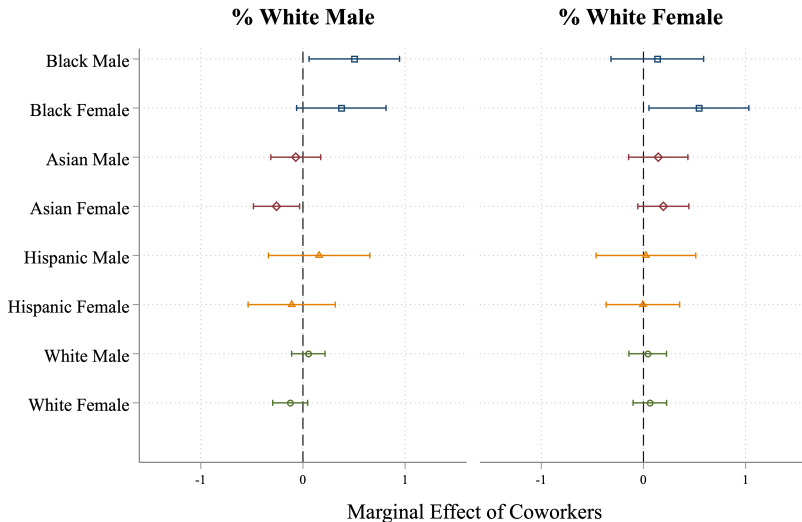 % White Male
% White Female
Black Male
Black Female
Asian Male
Asian Female
Hispanic Male
Hispanic Female
White Male
White Female
-1 0 1
-1 0 1
Marginal Effect of Coworkers